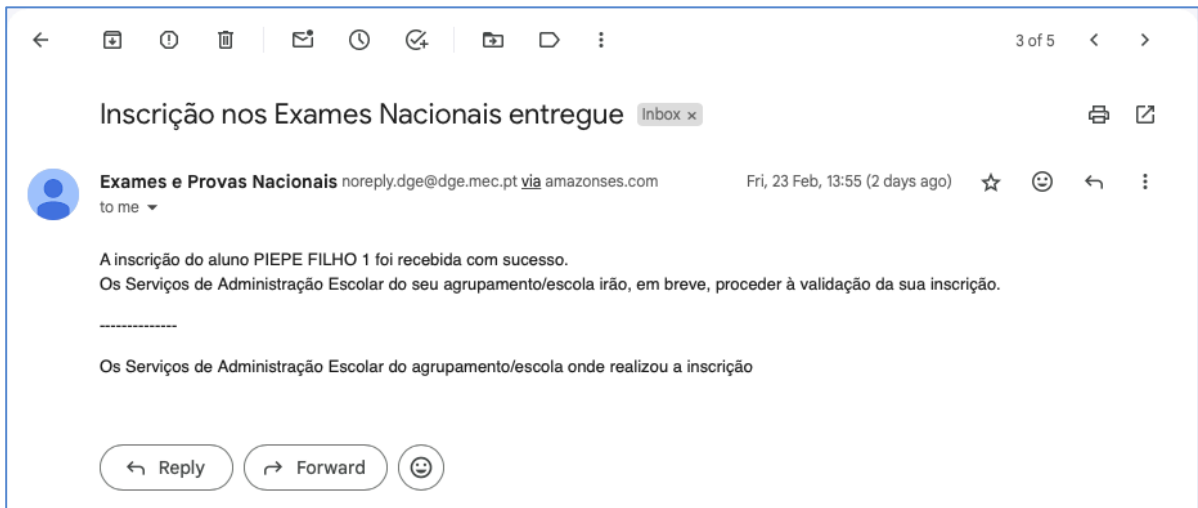 3 of 5
Inscrição nos Exames Nacionais entregue Inbox x
Exames e Provas Nacionais noreply.dge@dge.mec.pt via amazonses.com Fri, 23 Feb, 13:55 (2 days ago)
to me
A inscrição do aluno PIEPE FILHO 1 foi recebida com sucesso.
Os Serviços de Administração Escolar do seu agrupamento/escola irão, em breve, proceder à validação da sua inscrição.
--------------
Os Serviços de Administração Escolar do agrupamento/escola onde realizou a inscrição
Reply Forward